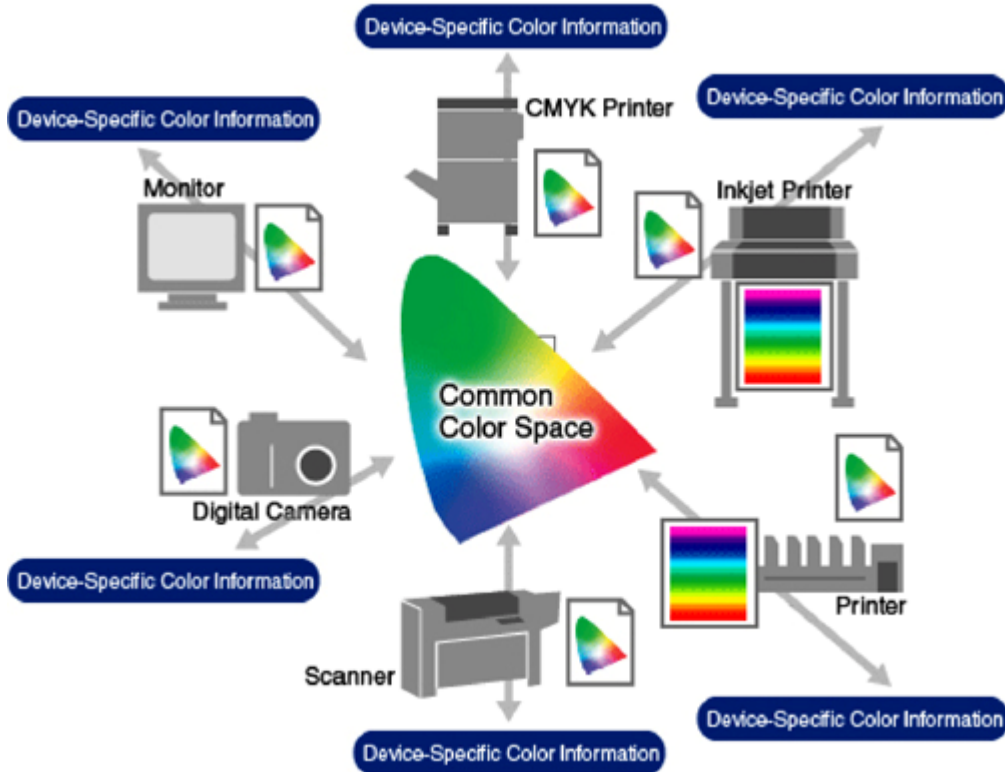 Device-Specific Color Information
CMYK Printer
Device-Specific Color Information
Device-Specific Color Information
Monitor
Inkjet Printer
Common
Color Space
Digital Camera
Device-Specific Color Information
Printer
Scanner
Device-Specific Color Information
Device-Specific Color Information